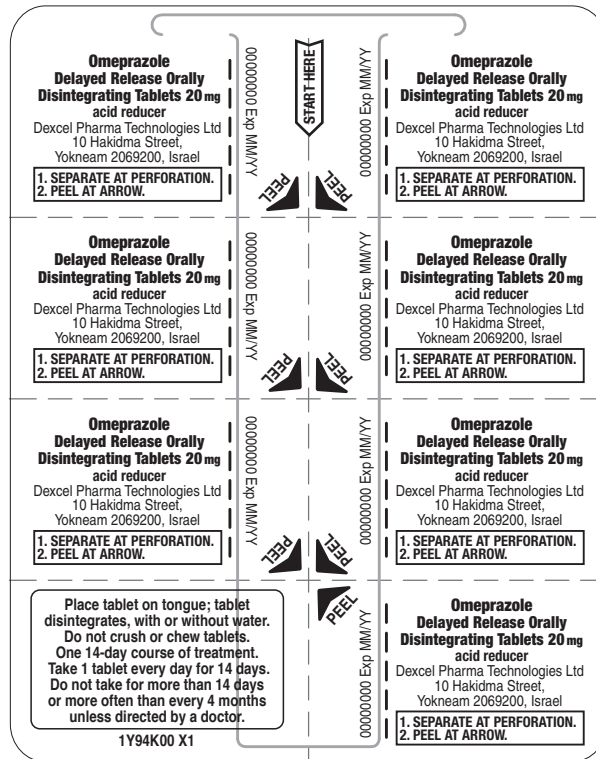 START HERE
Omeprazole
Delayed Release Orally
Disintegrating Tablets 20 mg
acid reducer
Dexcel Pharma Technologies Ltd
10 Hakidma Street,
Yokneam 2069200, Israel
1. SEPARATE AT PERFORATION.
2. PEEL AT ARROW.
00000000 Exp MM/YY
PEEL
Omeprazole
Delayed Release Orally
Disintegrating Tablets 20 mg
acid reducer
Dexcel Pharma Technologies Ltd
10 Hakidma Street,
Yokneam 2069200, Israel
1. SEPARATE AT PERFORATION.
2. PEEL AT ARROW.
00000000 Exp MM/YY
PEEL
Omeprazole
Delayed Release Orally
Disintegrating Tablets 20 mg
acid reducer
Dexcel Pharma Technologies Ltd
10 Hakidma Street,
Yokneam 2069200, Israel
1. SEPARATE AT PERFORATION.
2. PEEL AT ARROW.
00000000 Exp MM/YY
PEEL
Omeprazole
Delayed Release Orally
Disintegrating Tablets 20 mg
acid reducer
Dexcel Pharma Technologies Ltd
10 Hakidma Street,
Yokneam 2069200, Israel
1. SEPARATE AT PERFORATION.
2. PEEL AT ARROW.
00000000 Exp MM/YY
PEEL
Omeprazole
Delayed Release Orally
Disintegrating Tablets 20 mg
acid reducer
Dexcel Pharma Technologies Ltd
10 Hakidma Street,
Yokneam 2069200, Israel
1. SEPARATE AT PERFORATION.
2. PEEL AT ARROW.
00000000 Exp MM/YY
PEEL
Omeprazole
Delayed Release Orally
Disintegrating Tablets 20 mg
acid reducer
Dexcel Pharma Technologies Ltd
10 Hakidma Street,
Yokneam 2069200, Israel
1. SEPARATE AT PERFORATION.
2. PEEL AT ARROW.
00000000 Exp MM/YY
PEEL
Place tablet on tongue; tablet
disintegrates, with or without water.
Do not crush or chew tablets.
One 14-day course of treatment.
Take 1 tablet every day for 14 days.
Do not take for more than 14 days
or more often than every 4 months
unless directed by a doctor.
1Y94K00 X1
Omeprazole
Delayed Release Orally
Disintegrating Tablets 20 mg
acid reducer
Dexcel Pharma Technologies Ltd
10 Hakidma Street,
Yokneam 2069200, Israel
1. SEPARATE AT PERFORATION.
2. PEEL AT ARROW.
00000000 Exp MM/YY
PEEL